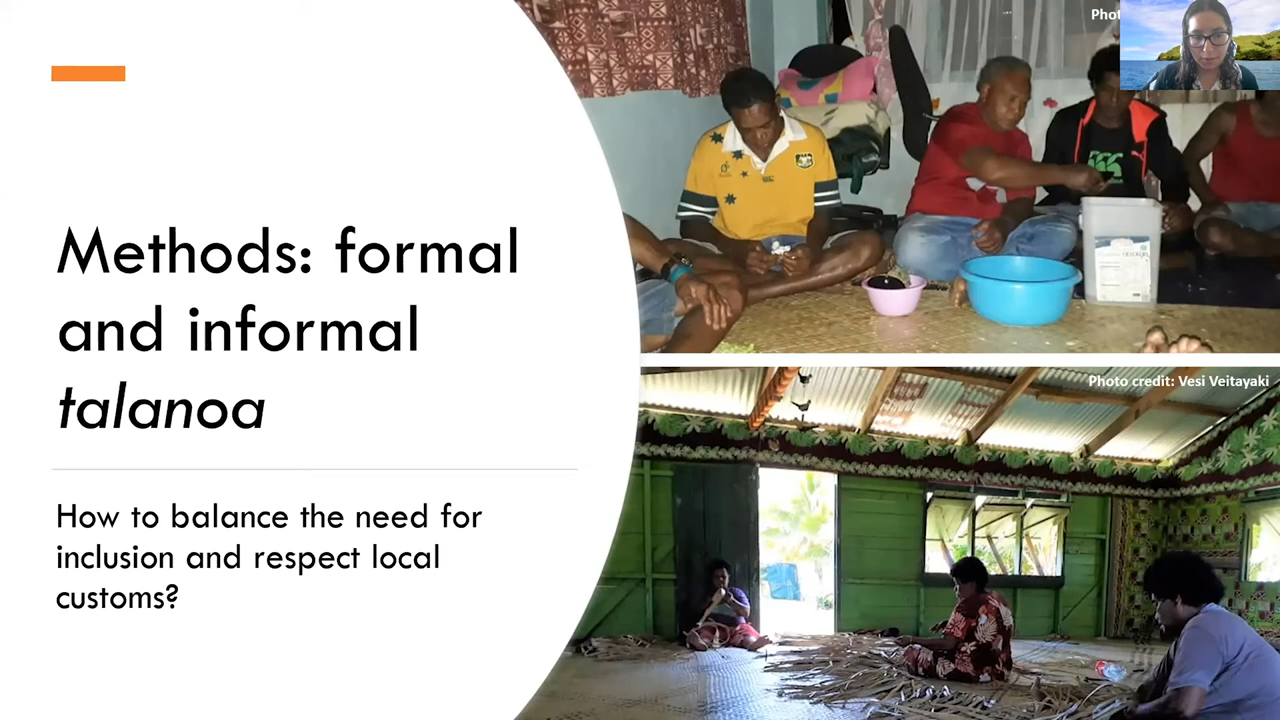 Methods: formal
and informal
talanoa
How to balance the need for
inclusion and respect local
customs?
Phot
Photo credit: Vesi Veitayaki